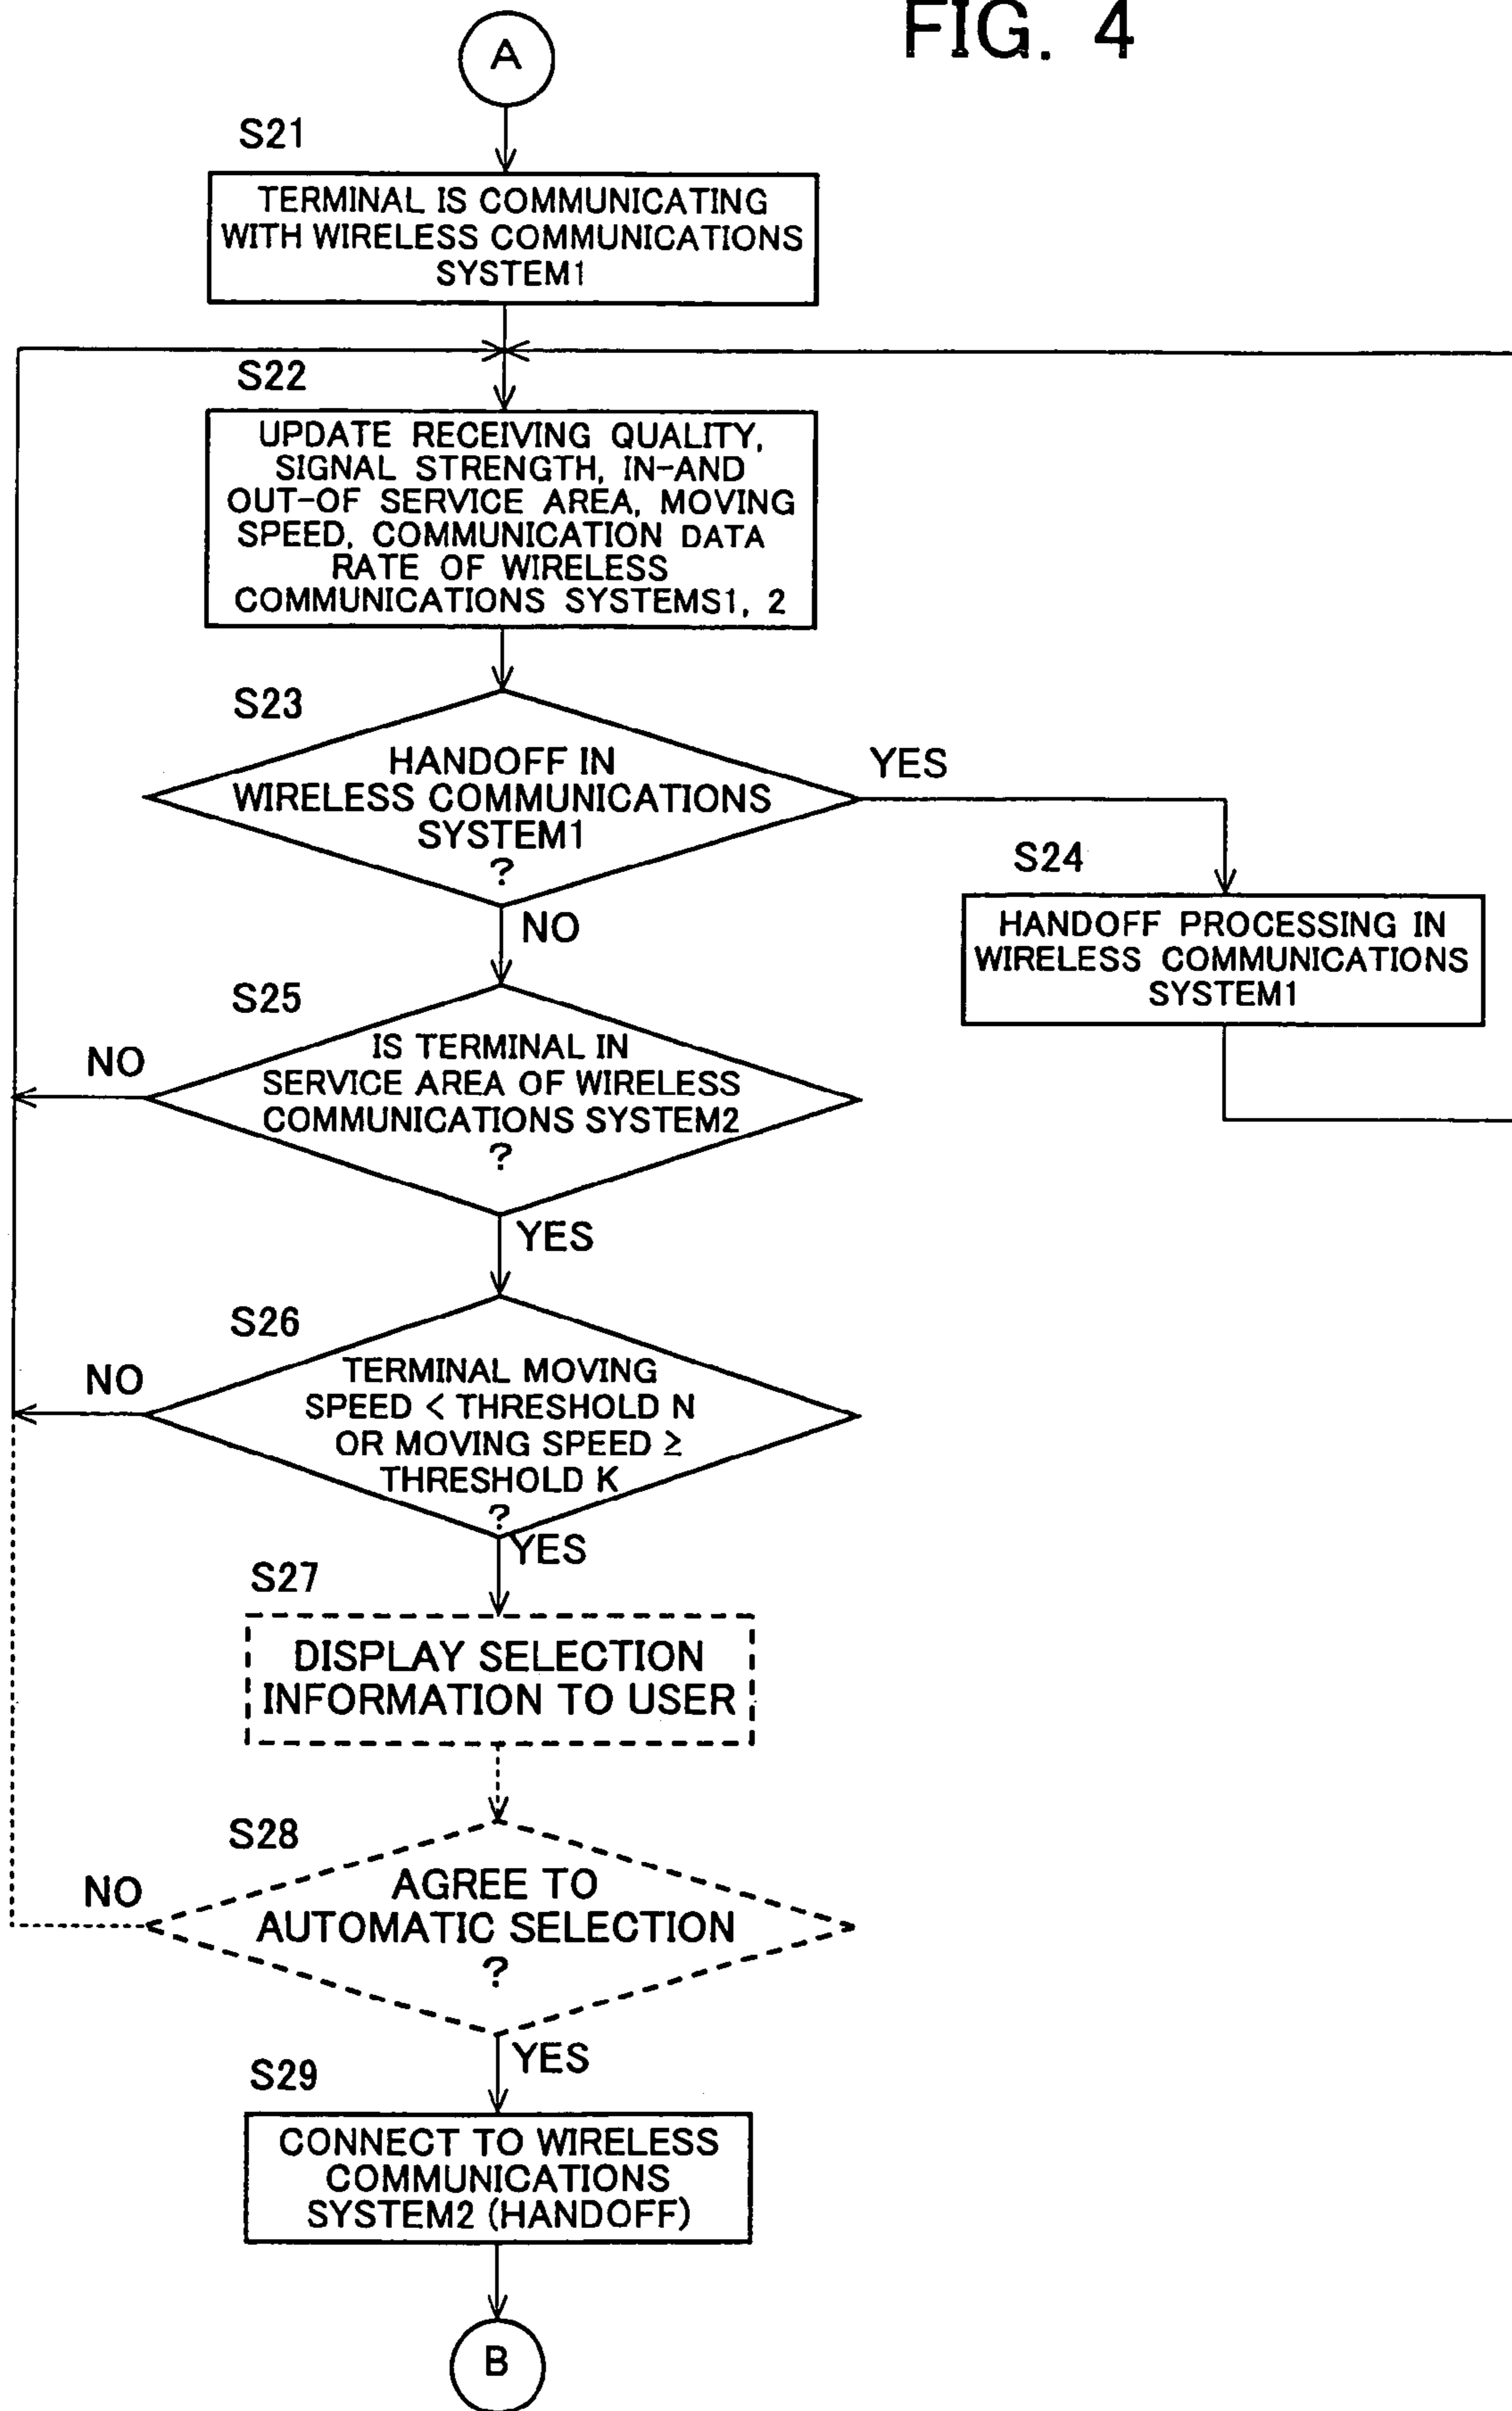 FIG. 4
A
S21
TERMINAL IS COMMUNICATING
WITH WIRELESS COMMUNICATIONS
SYSTEM1
S22
UPDATE RECEIVING QUALITY,
SIGNAL STRENGTH, IN-AND
OUT-OF SERVICE AREA, MOVING
SPEED, COMMUNICATION DATA
RATE OF WIRELESS
COMMUNICATIONS SYSTEMS1, 2
S23
HANDOFF IN
WIRELESS COMMUNICATIONS
SYSTEM1
?
YES
NO
S24
HANDOFF PROCESSING IN
WIRELESS COMMUNICATIONS
SYSTEM1
S25
IS TERMINAL IN
SERVICE AREA OF WIRELESS
COMMUNICATIONS SYSTEM2
?
NO
YES
S26
TERMINAL MOVING
SPEED < THRESHOLD N
OR MOVING SPEED ≥
THRESHOLD K
?
NO
YES
S27
DISPLAY SELECTION
INFORMATION TO USER
S28
AGREE TO
AUTOMATIC SELECTION
?
NO
YES
S29
CONNECT TO WIRELESS
COMMUNICATIONS
SYSTEM2 (HANDOFF)
B